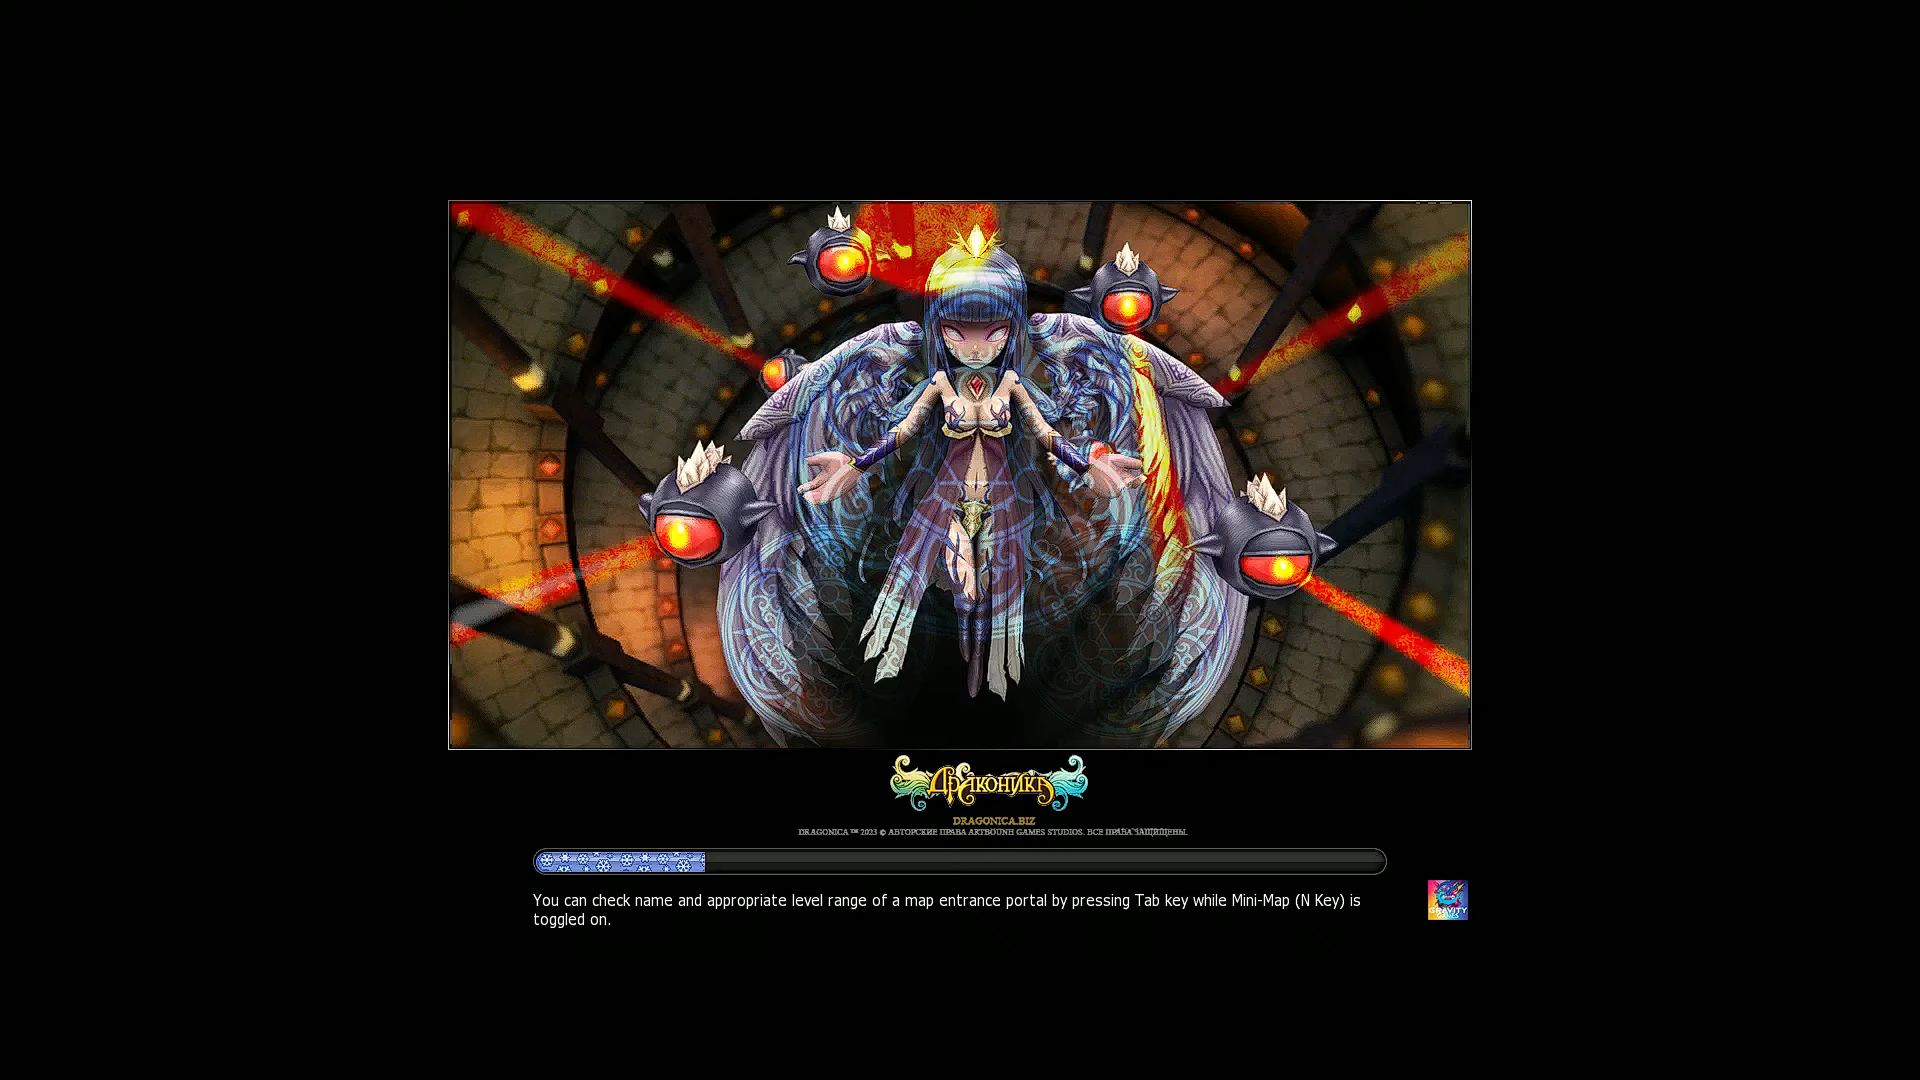 Драконика
DRAGONICA.BIZ
DRAGONICA ™ 2023 © АВТОРСКИЕ ПРАВА ARTBOUNH GAMES STUDIOS. ВСЕ ПРАВА ЗАЩИЩЕНЫ.
You can check name and appropriate level range of a map entrance portal by pressing Tab key while Mini-Map (N Key) is
toggled on.
GRAVITY
GAMES